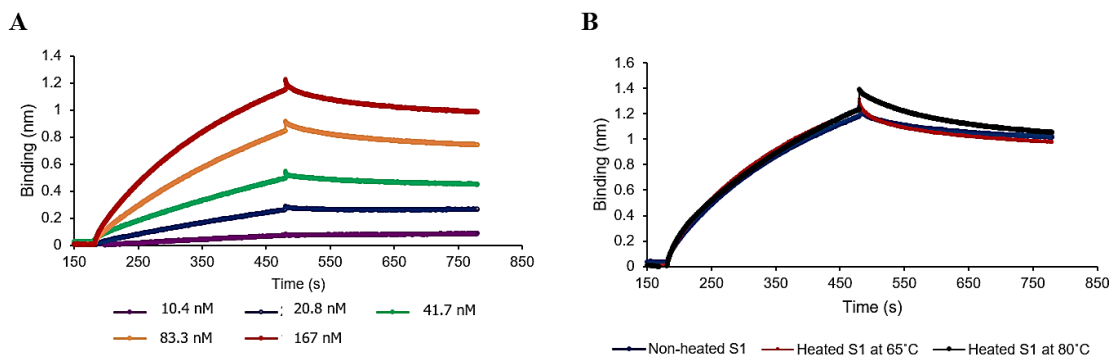 A
B
Binding (nm)
1.4
1.2
1
0.8
0.6
0.4
0.2
0
150 250 350 450 550 650 750 850
Time (s)
10.4 nM 20.8 nM 41.7 nM
83.3 nM 167 nM
Binding (nm)
1.6
1.4
1.2
1
0.8
0.6
0.4
0.2
0
150 250 350 450 550 650 750 850
Time (s)
Non-heated S1 Heated S1 at 65˚C Heated S1 at 80˚C